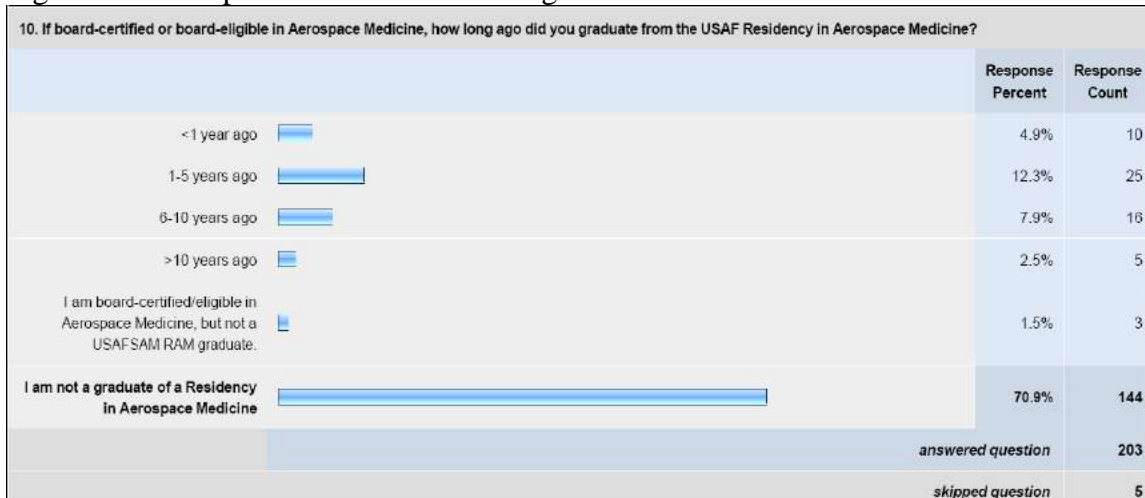 10. If board-certified or board-eligible in Aerospace Medicine, how long ago did you graduate from the USAF Residency in Aerospace Medicine?
Response Percent Response Count
<1 year ago 4.9% 10
1-5 years ago 12.3% 25
6-10 years ago 7.9% 16
>10 years ago 2.5% 5
I am board-certified/eligible in
Aerospace Medicine, but not a
USAFSAM RAM graduate. 1.5% 3
I am not a graduate of a Residency
in Aerospace Medicine 70.9% 144
answered question 203
skipped question 5